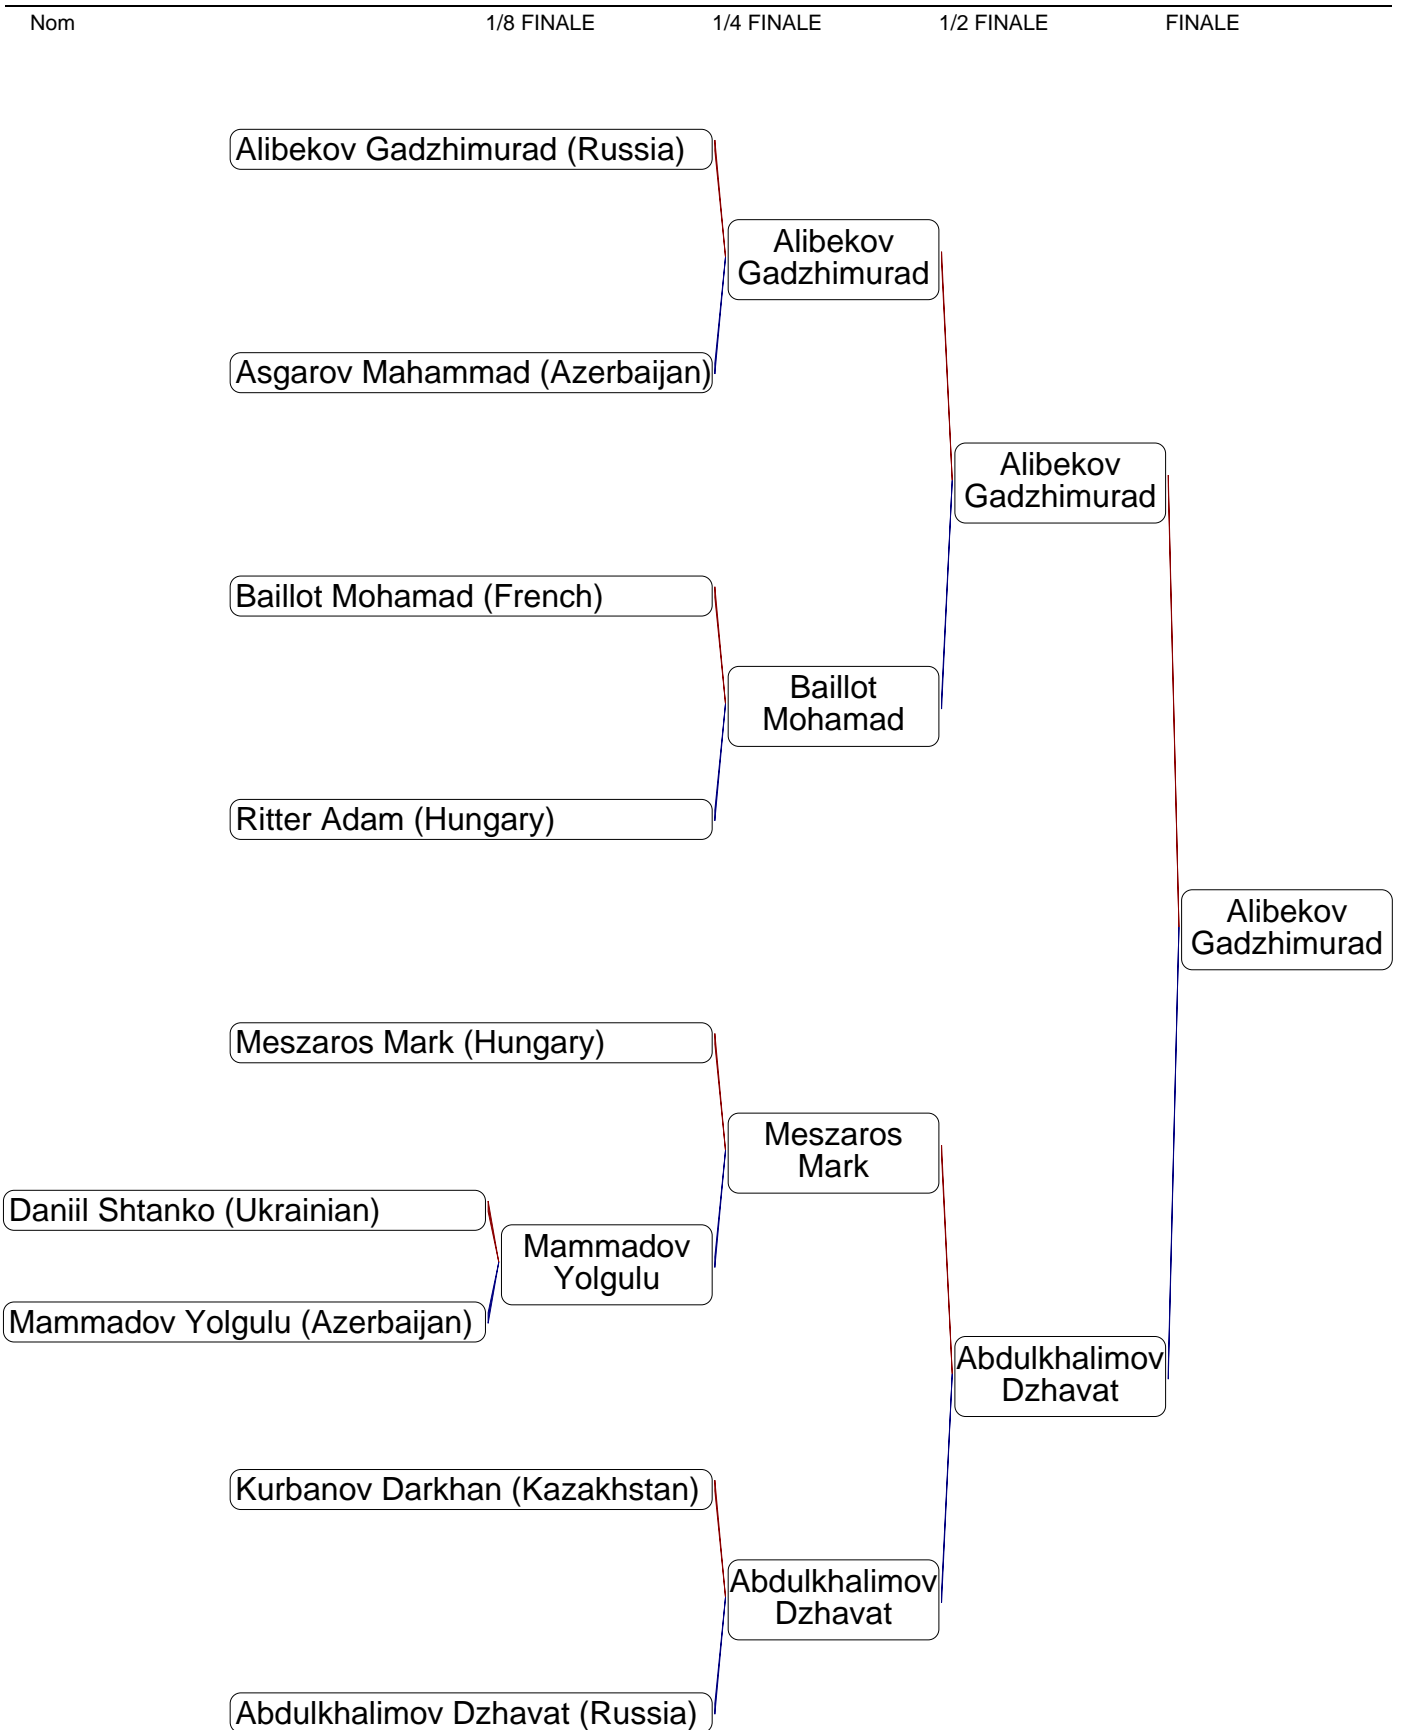 Nom 1/8 FINALE 1/4 FINALE 1/2 FINALE FINALE
Alibekov Gadzhimurad (Russia)
Alibekov
Gadzhimurad
Asgarov Mahammad (Azerbaijan)
Alibekov
Gadzhimurad
Baillot Mohamad (French)
Baillot
Mohamad
Ritter Adam (Hungary)
Alibekov
Gadzhimurad
Meszaros Mark (Hungary)
Meszaros
Mark
Daniil Shtanko (Ukrainian)
Mammadov
Yolgulu
Mammadov Yolgulu (Azerbaijan)
Abdulkhalimov
Dzhavat
Kurbanov Darkhan (Kazakhstan)
Abdulkhalimov
Dzhavat
Abdulkhalimov Dzhavat (Russia)